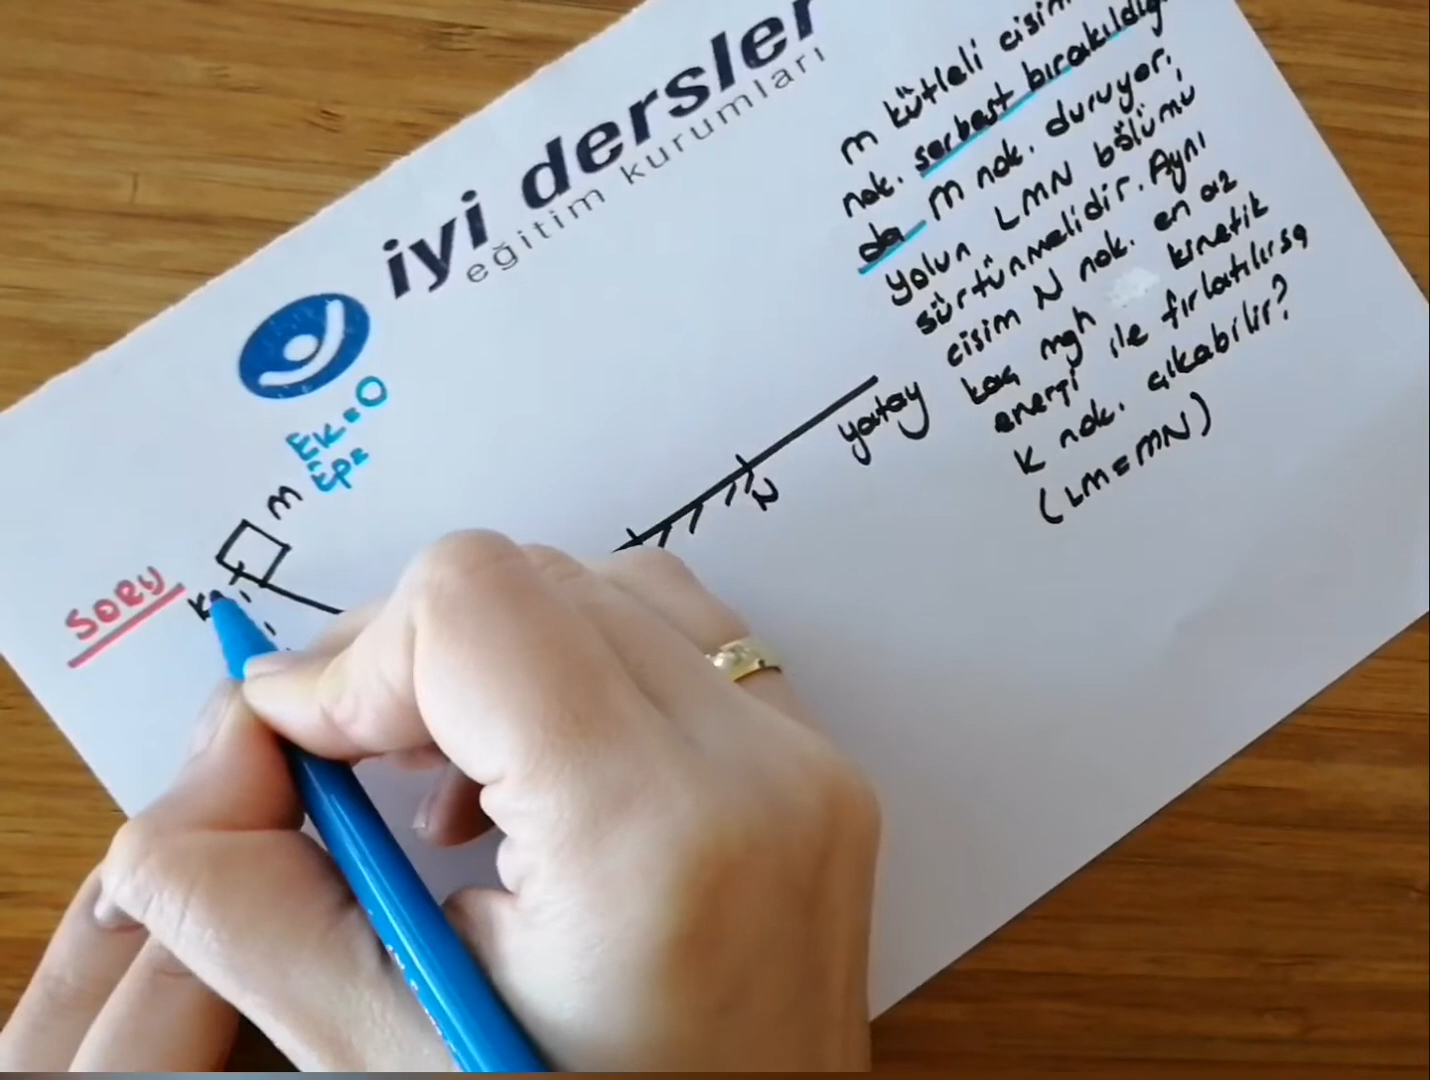 iyi dersler
eğitim kurumları
m kütleli cisim
nok. serbest bırakıldığı
da M nok. duruyor.
yolun LMN bölümü
sürtünmelidir. Aynı
cisim N nok. en az
kaç mgh kinetik
enerji ile fırlatılırsa
K nok. çıkabilir?
(LM=MN)
SORU
EK=0
Ep=
m
K
N
yatay